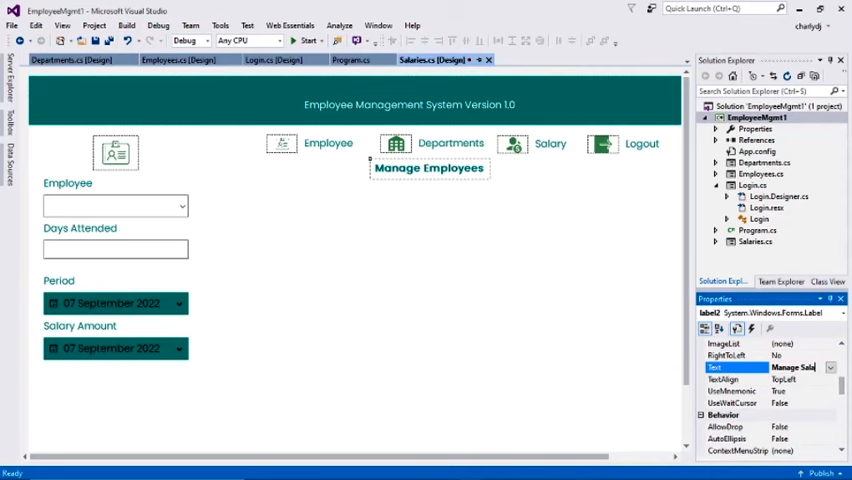 EmployeeMgmt1 - Microsoft Visual Studio
Quick Launch (Ctrl+Q)
File Edit View Project Build Debug Team Tools Test Web Essentials Analyze Window Help
charlydj
Debug Any CPU Start
Departments.cs [Design] Employees.cs [Design] Login.cs [Design] Program.cs Salaries.cs [Design]
Server Explorer
Toolbox
Data Sources
Employee Management System Version 1.0
Employee Departments Salary Logout
Manage Employees
Employee
Days Attended
Period
07 September 2022
Salary Amount
07 September 2022
Solution Explorer
Search Solution Explorer (Ctrl+S)
Solution 'EmployeeMgmt1' (1 project)
EmployeeMgmt1
Properties
References
App.config
Departments.cs
Employees.cs
Login.cs
Login.Designer.cs
Login.resx
Login
Program.cs
Salaries.cs
Solution Expl... Team Explorer Class View
Properties
label2 System.Windows.Forms.Label
ImageList (none)
RightToLeft No
Text Manage Sala
TextAlign TopLeft
UseMnemonic True
UseWaitCursor False
Behavior
AllowDrop False
AutoEllipsis False
ContextMenuStrip (none)
Ready
Publish